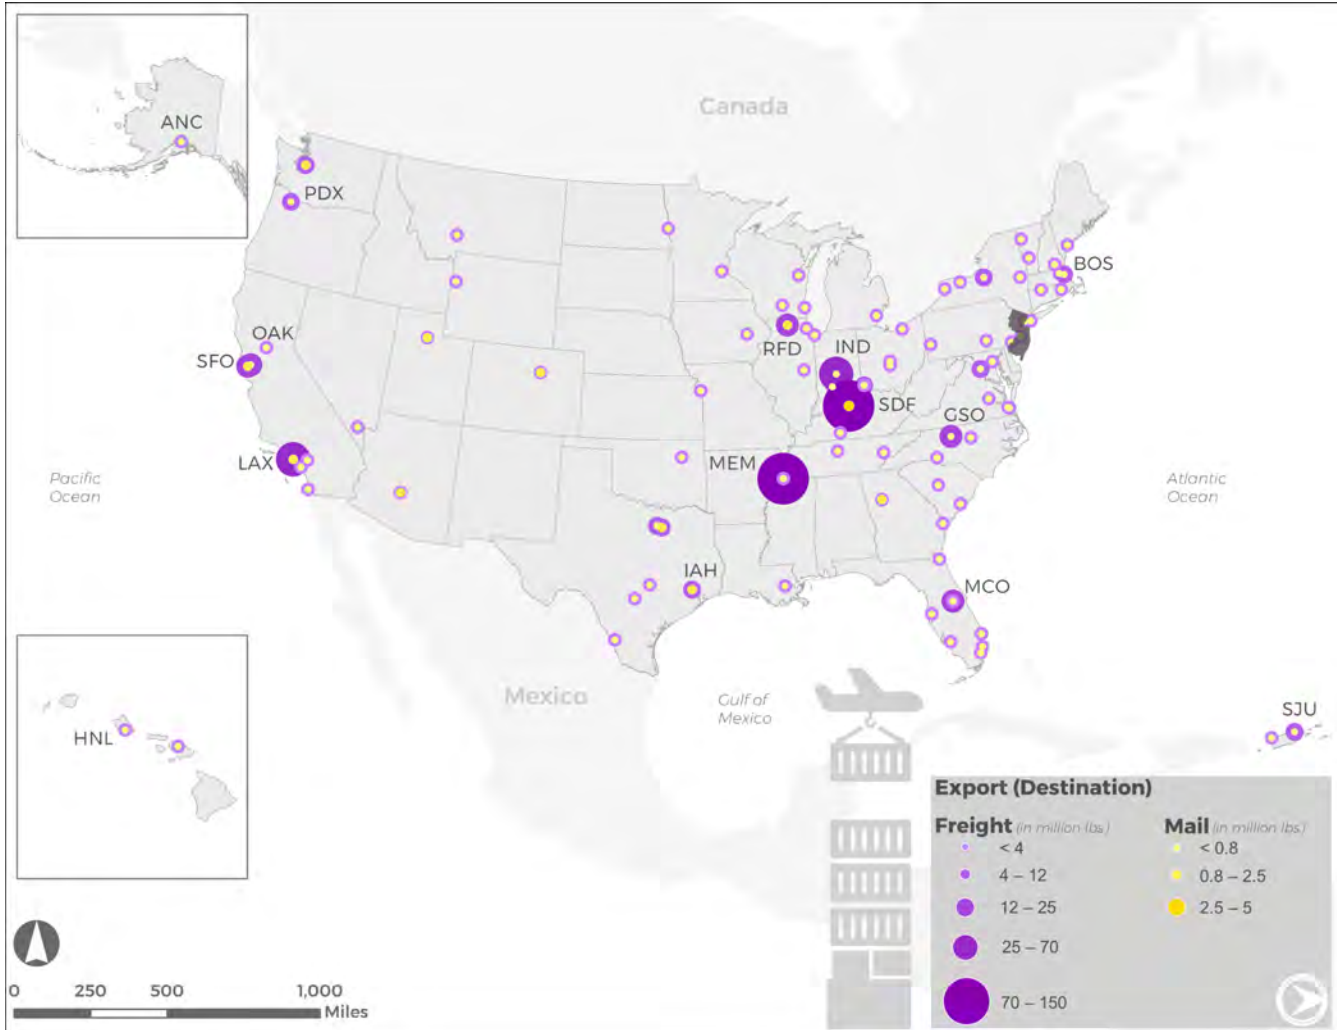 Canada
ANC
PDX
BOS
OAK
SFO
RFD
IND
SDF
GSO
LAX
MEM
Pacific
Ocean
Atlantic
Ocean
IAH
MCO
Mexico
Gulf of
Mexico
HNL
SJU
Export (Destination)
Freight (in million lbs.) Mail (in million lbs.)
< 4 < 0.8
4 – 12 0.8 – 2.5
12 – 25 2.5 – 5
25 – 70
70 – 150
0 250 500 1,000
Miles